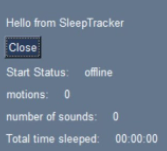 Hello from SleepTracker
Close
Start Status: offline
motions: 0
number of sounds: 0
Total time sleeped: 00:00:00